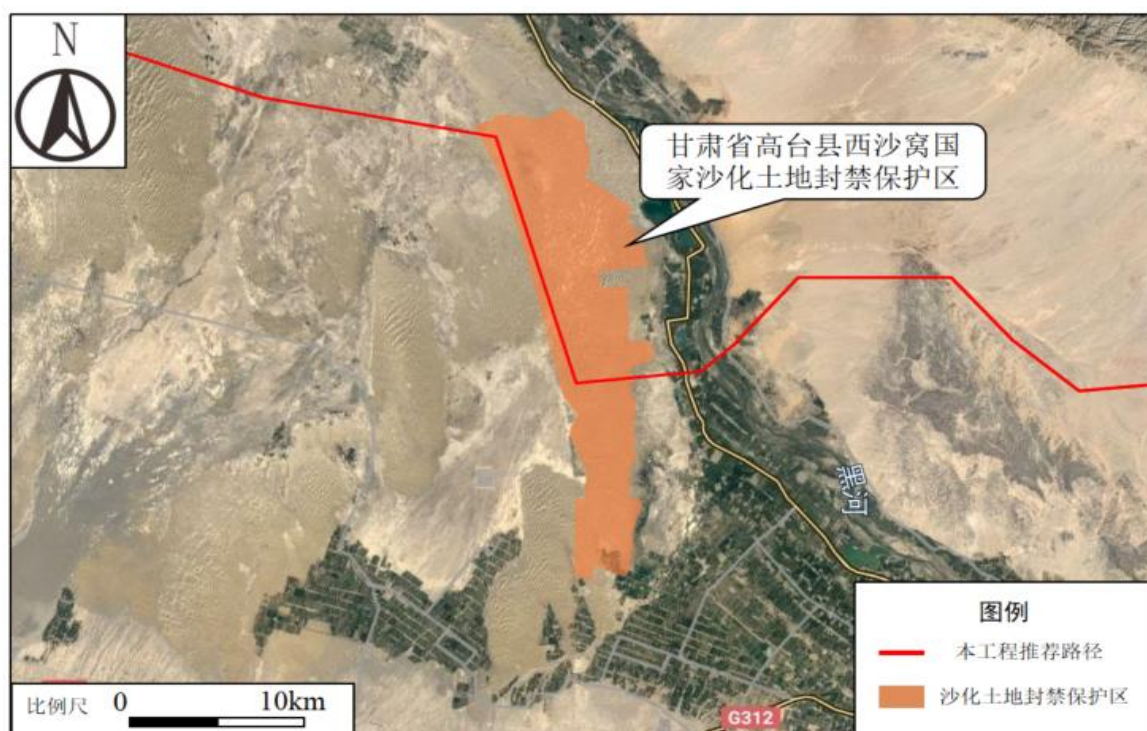 N
甘肃省高台县西沙窝国
家沙化土地封禁保护区
黑河
图例
本工程推荐路径
沙化土地封禁保护区
比例尺 0 10km
G312